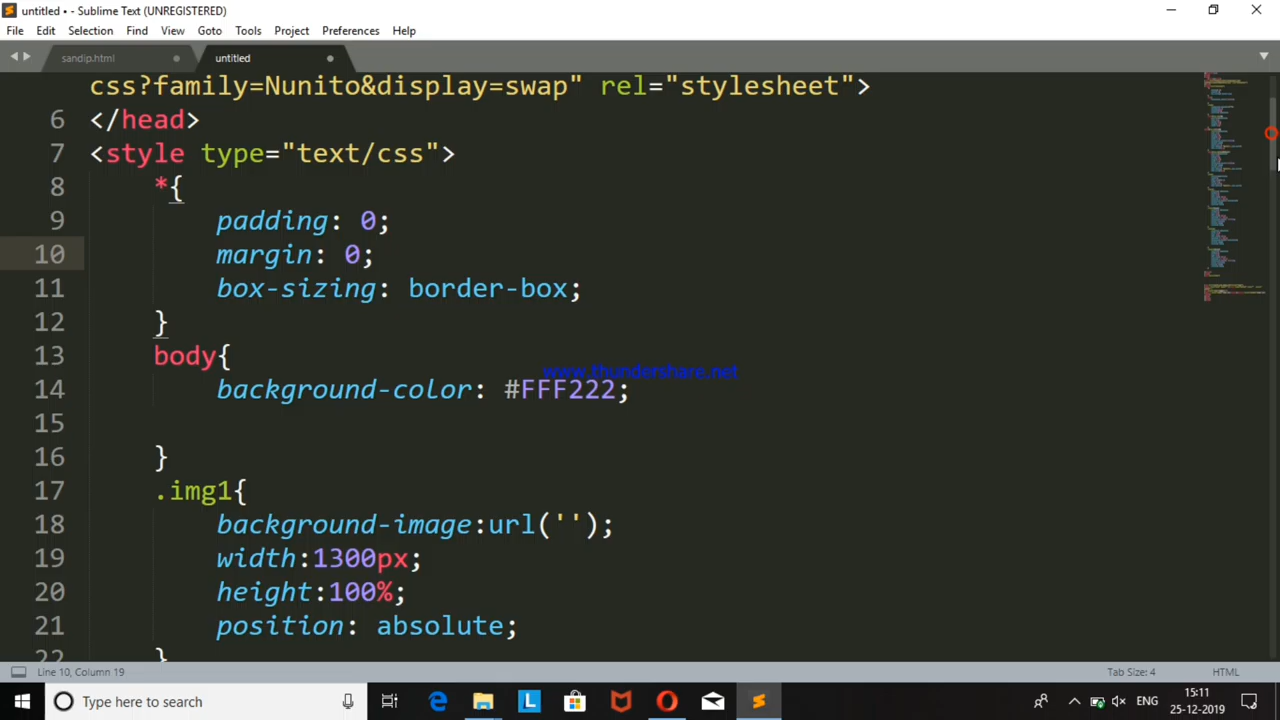 untitled • - Sublime Text (UNREGISTERED)
File Edit Selection Find View Goto Tools Project Preferences Help
sandip.html untitled
css?family=Nunito&display=swap" rel="stylesheet">
6 </head>
7 <style type="text/css">
8 *{
9 padding: 0;
10 margin: 0;
11 box-sizing: border-box;
12 }
13 body{
www.thundershare.net
14 background-color: #FFF222;
15
16 }
17 .img1{
18 background-image:url('');
19 width:1300px;
20 height:100%;
21 position: absolute;
22 }
Line 10, Column 19 Tab Size: 4 HTML
Type here to search ENG 15:11
25-12-2019